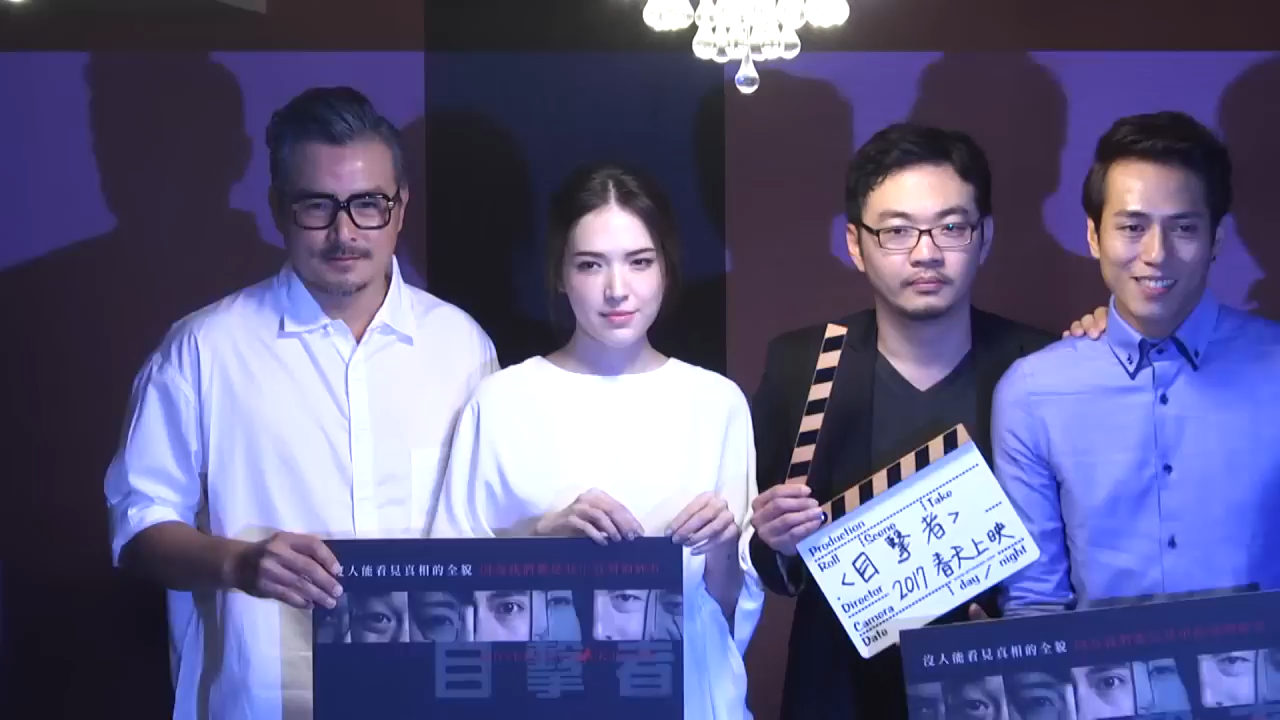 沒人能看見真相的全貌
目擊者
Production
Roll
Scene
Take
<目擊者>
2017 春天上映
Director
day / night
Camera
Date
沒人能看見真相的全貌